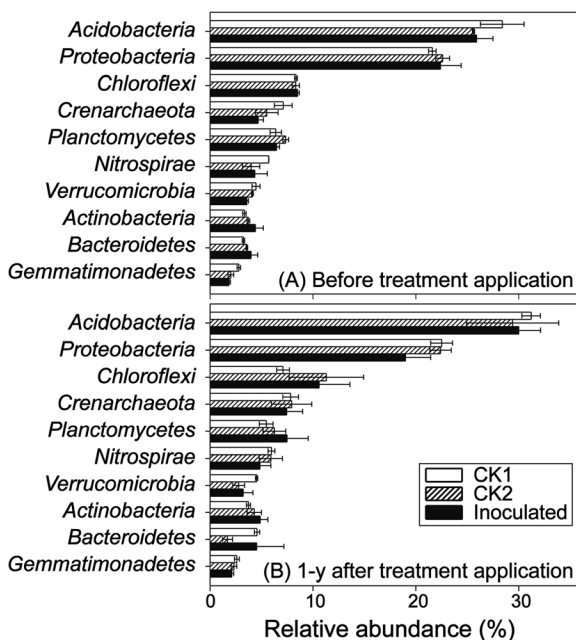 Acidobacteria
Proteobacteria
Chloroflexi
Crenarchaeota
Planctomycetes
Nitrospirae
Verrucomicrobia
Actinobacteria
Bacteroidetes
Gemmatimonadetes
(A) Before treatment application
Acidobacteria
Proteobacteria
Chloroflexi
Crenarchaeota
Planctomycetes
Nitrospirae
Verrucomicrobia
Actinobacteria
Bacteroidetes
Gemmatimonadetes
CK1
CK2
Inoculated
(B) 1-y after treatment application
0 10 20 30
Relative abundance (%)